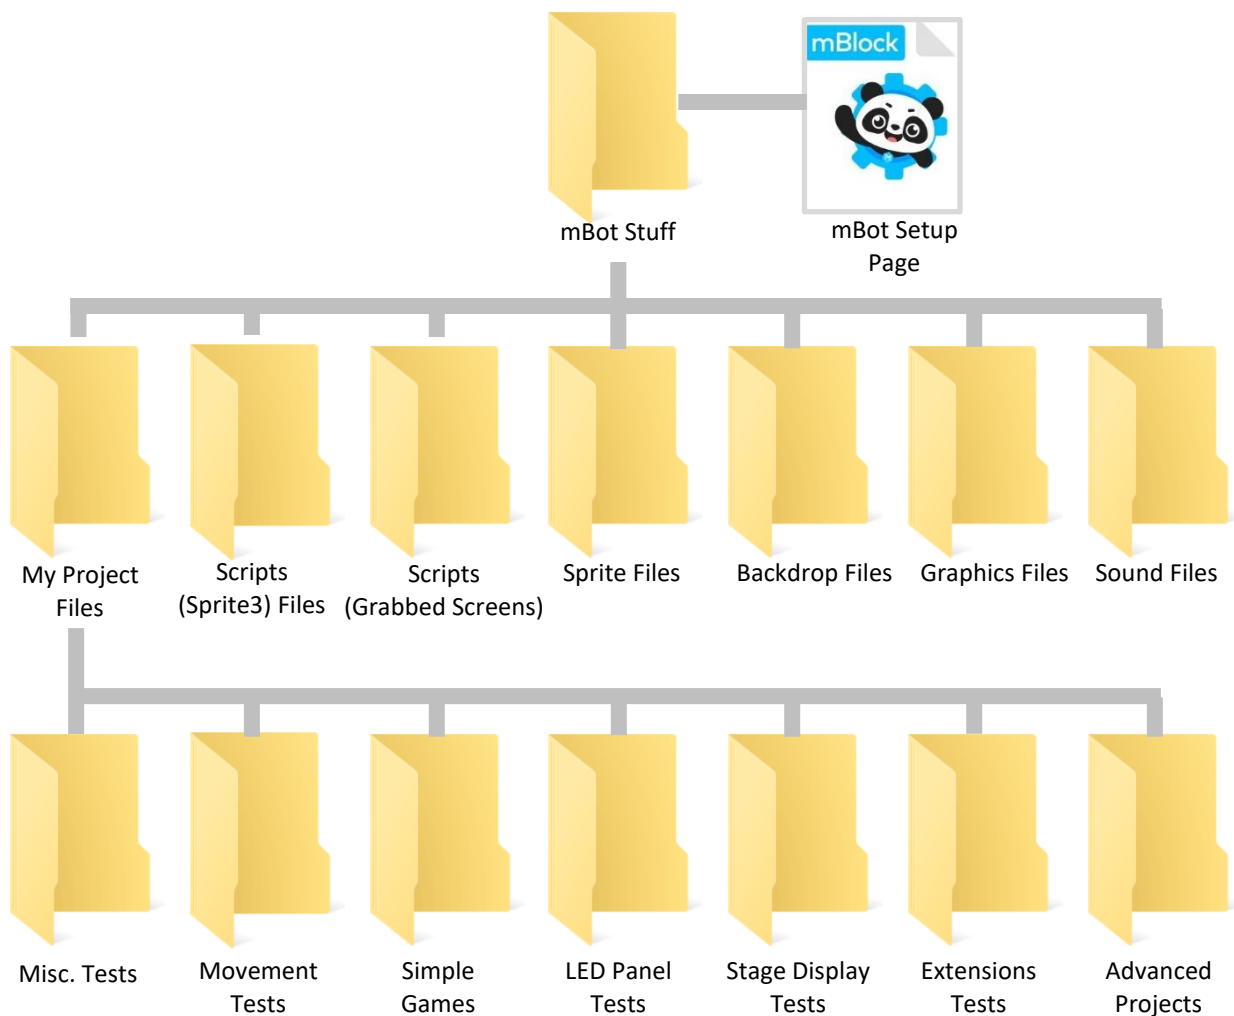 mBlock
mBot Stuff
mBot Setup
Page
My Project
Files
Scripts
(Sprite3) Files
Scripts
(Grabbed Screens)
Sprite Files
Backdrop Files
Graphics Files
Sound Files
Misc. Tests
Movement
Tests
Simple
Games
LED Panel
Tests
Stage Display
Tests
Extensions
Tests
Advanced
Projects